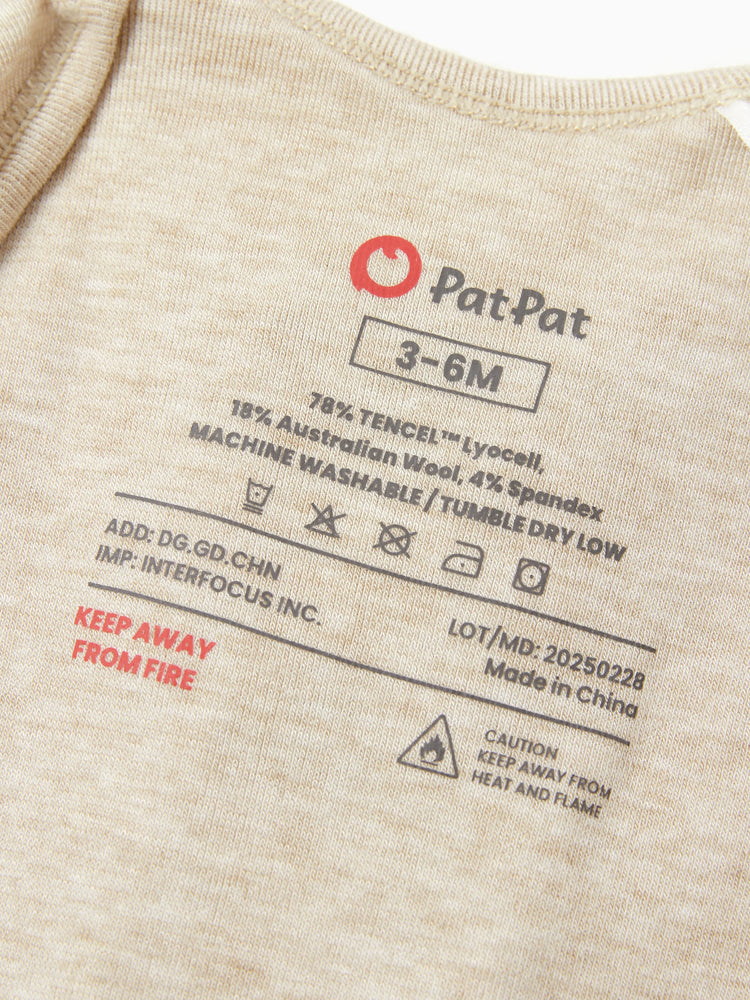 PatPat
3-6M
78% TENCEL™ Lyocell,
18% Australian Wool, 4% Spandex
MACHINE WASHABLE / TUMBLE DRY LOW
ADD: DG.GD.CHN
IMP: INTERFOCUS INC.
LOT/MD: 20250228
Made in China
KEEP AWAY
FROM FIRE
CAUTION
KEEP AWAY FROM
HEAT AND FLAME